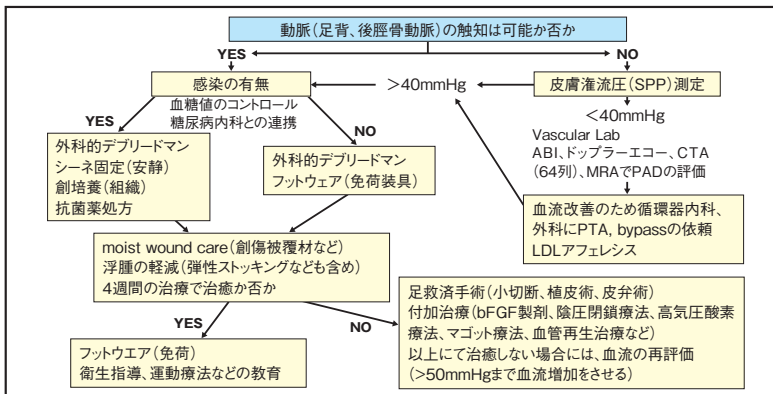 動脈(足背、後脛骨動脈)の触知は可能か否か
YES
NO
感染の有無
>40mmHg
皮膚潅流圧(SPP)測定
血糖値のコントロール
糖尿病内科との連携
<40mmHg
Vascular Lab
ABI、ドップラーエコー、CTA
(64列)、MRAでPADの評価
YES
NO
外科的デブリードマン
シーネ固定(安静)
創培養(組織)
抗菌薬処方
外科的デブリードマン
フットウェア(免荷装具)
血流改善のため循環器内科、
外科にPTA, bypassの依頼
LDLアフェレシス
moist wound care(創傷被覆材など)
浮腫の軽減(弾性ストッキングなども含め)
4週間の治療で治癒か否か
YES
NO
フットウエア(免荷)
衛生指導、運動療法などの教育
足救済手術(小切断、植皮術、皮弁術)
付加治療(bFGF製剤、陰圧閉鎖療法、高気圧酸素
療法、マゴット療法、血管再生治療など)
以上にて治癒しない場合には、血流の再評価
(>50mmHgまで血流増加をさせる)